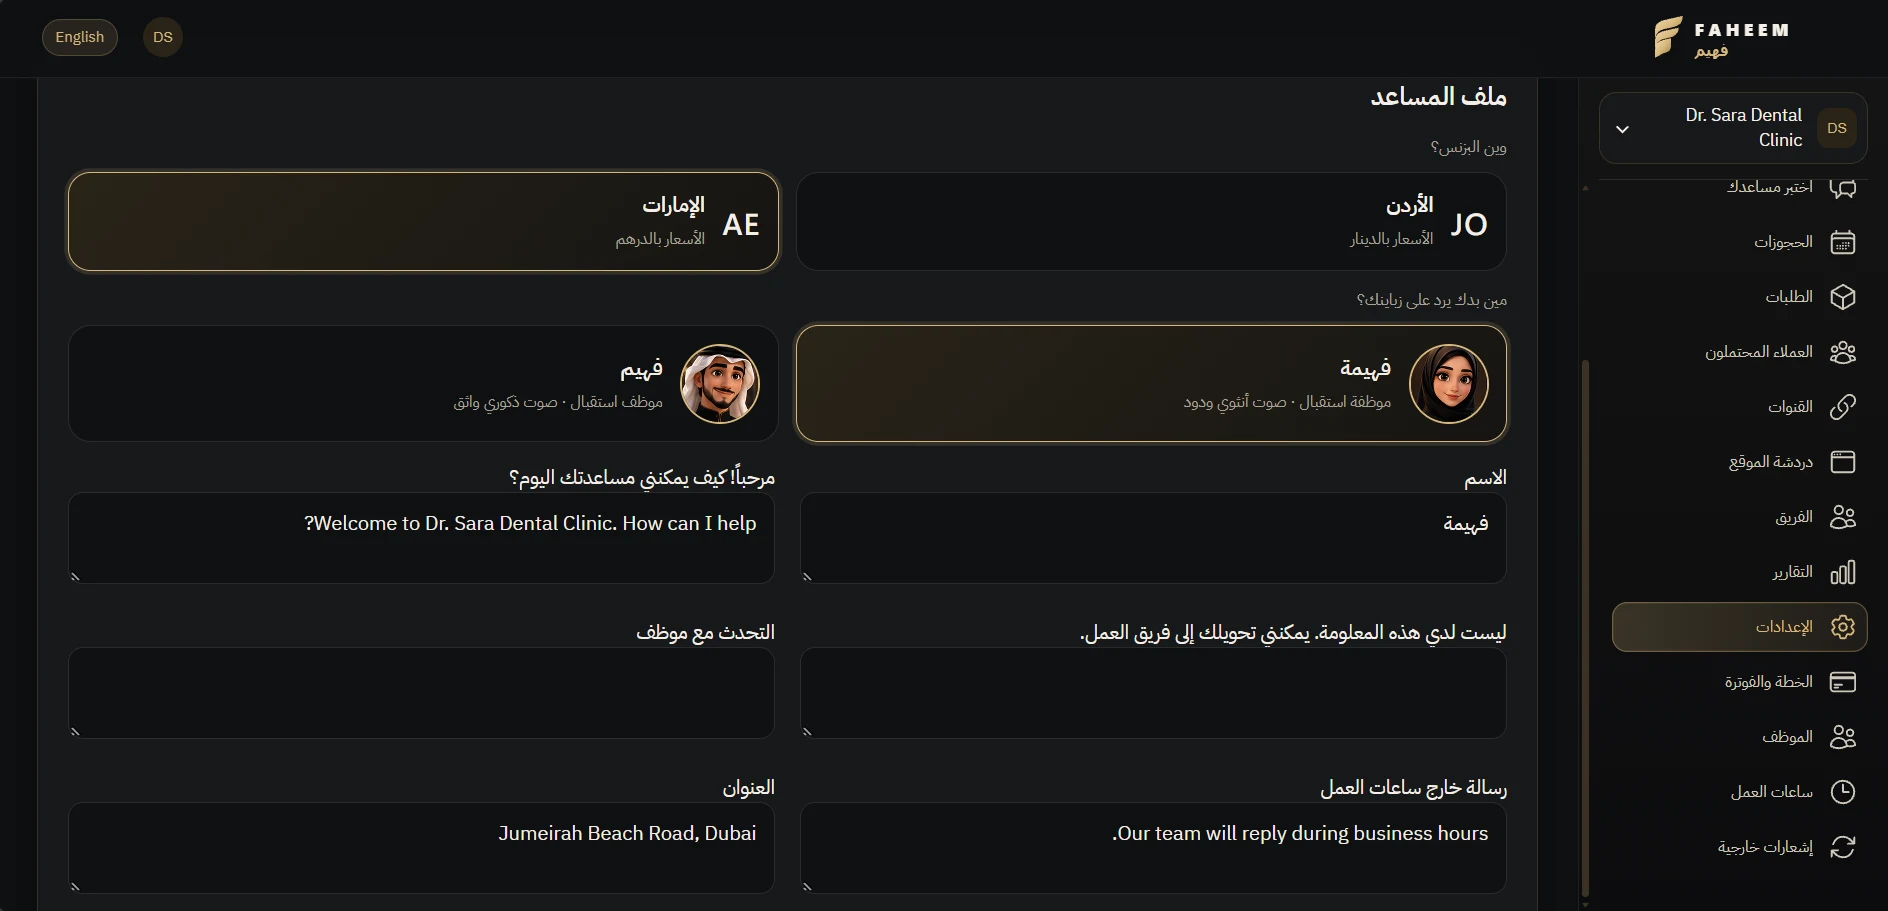 FAHEEM
فهيم
DS
English
DS
Dr. Sara Dental
Clinic
اختبر مساعدك
الحجوزات
الطلبات
العملاء المحتملون
القنوات
دردشة الموقع
الفريق
التقارير
الإعدادات
الخطة والفوترة
الموظف
ساعات العمل
إشعارات خارجية
ملف المساعد
وين البزنس؟
JO
الأردن
الأسعار بالدينار
AE
الإمارات
الأسعار بالدرهم
مين بدك يرد على زباينك؟
فهيمة
موظفة استقبال · صوت أنثوي ودود
فهيم
موظف استقبال · صوت ذكوري واثق
الاسم
فهيمة
مرحباً! كيف يمكنني مساعدتك اليوم؟
Welcome to Dr. Sara Dental Clinic. How can I help?
ليست لدي هذه المعلومة. يمكنني تحويلك إلى فريق العمل.
التحدث مع موظف
رسالة خارج ساعات العمل
Our team will reply during business hours.
العنوان
Jumeirah Beach Road, Dubai